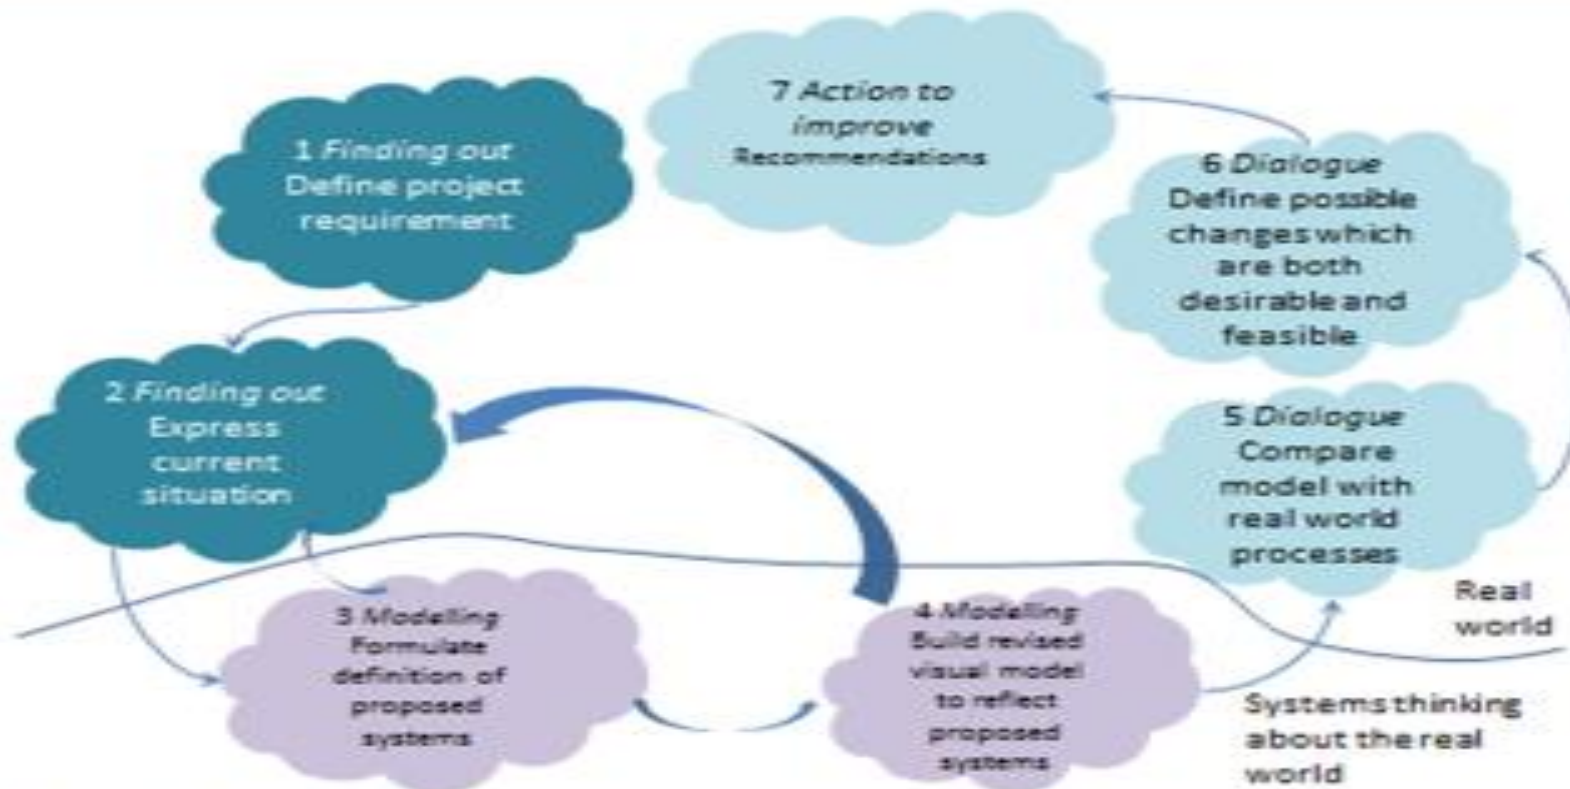 1 Finding out
Define project
requirement
2 Finding out
Express
current
situation
3 Modelling
Formulate
definition of
proposed
systems
4 Modelling
Build revised
visual model
to reflect
proposed
systems
5 Dialogue
Compare
model with
real world
processes
6 Dialogue
Define possible
changes which
are both
desirable and
feasible
7 Action to
improve
Recommendations
Real
world
Systems thinking
about the real
world